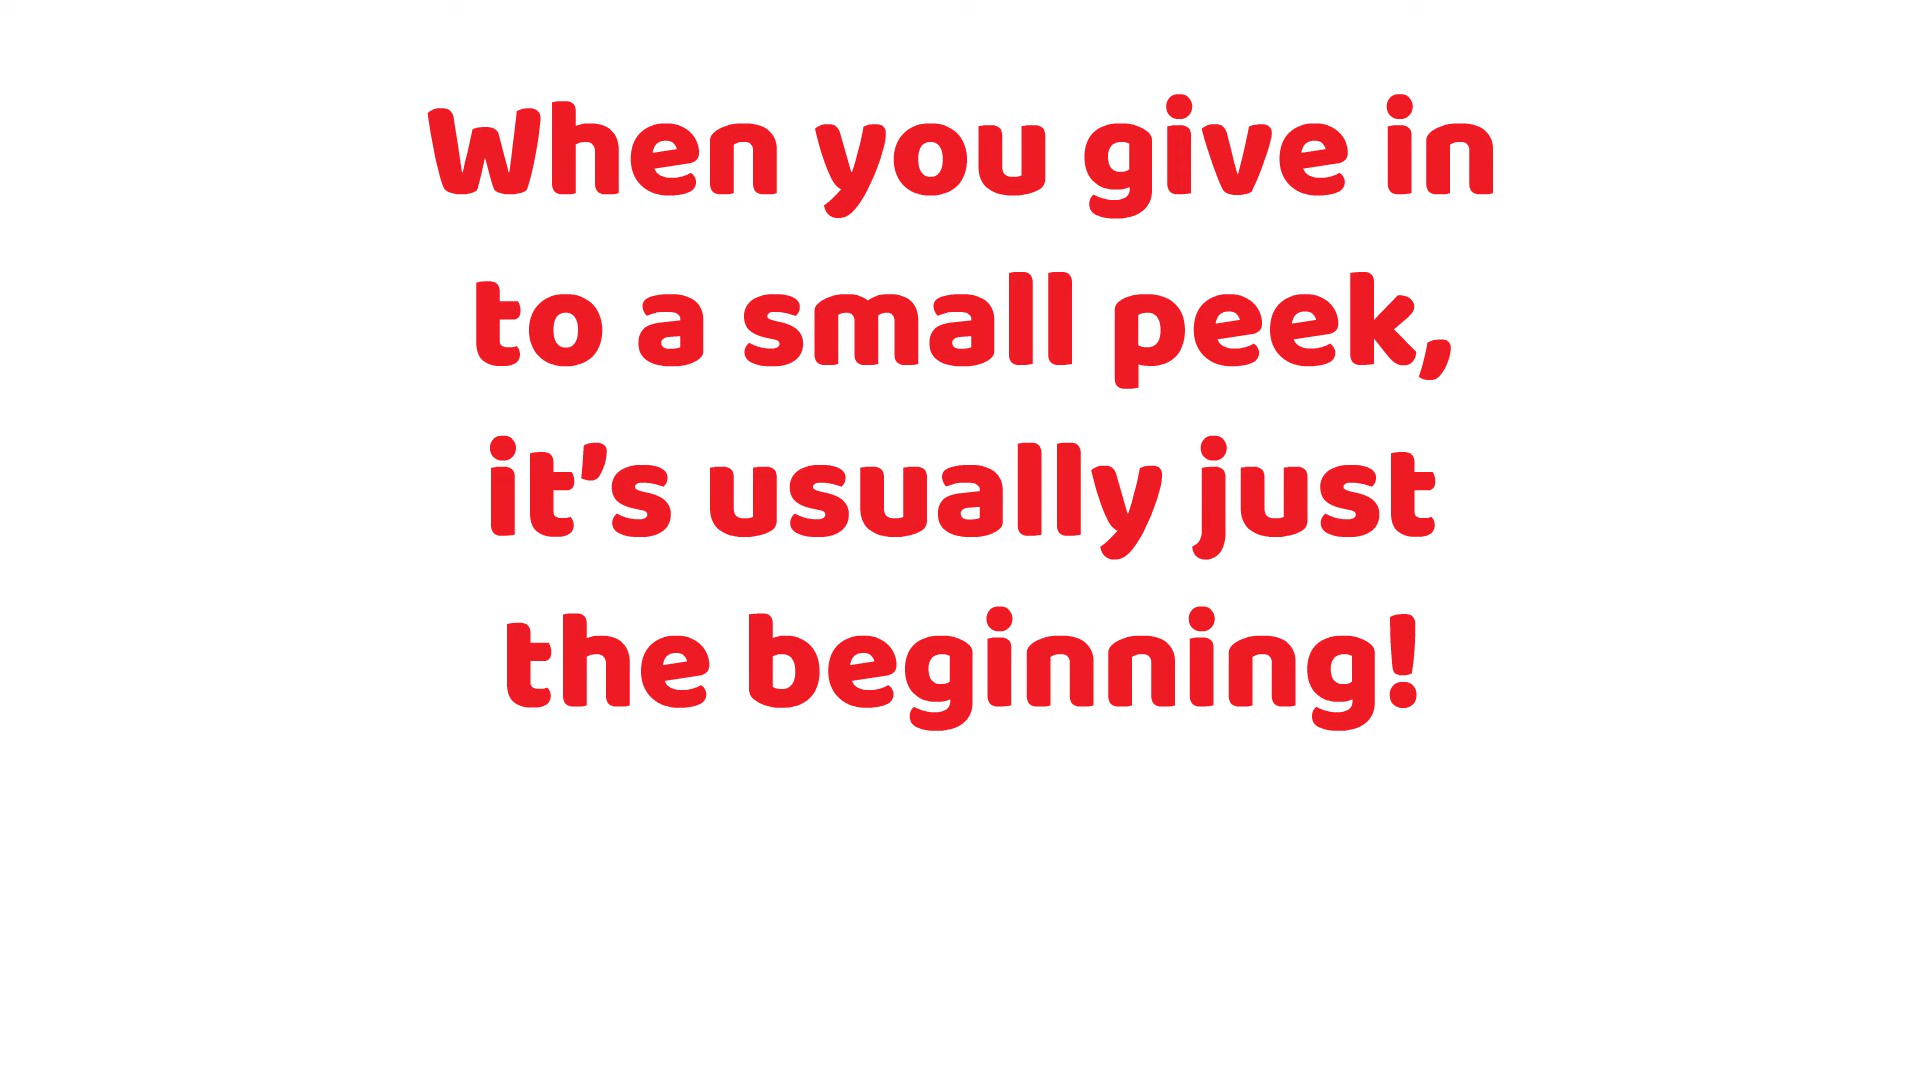 When you give in
to a small peek,
it’s usually just
the beginning!